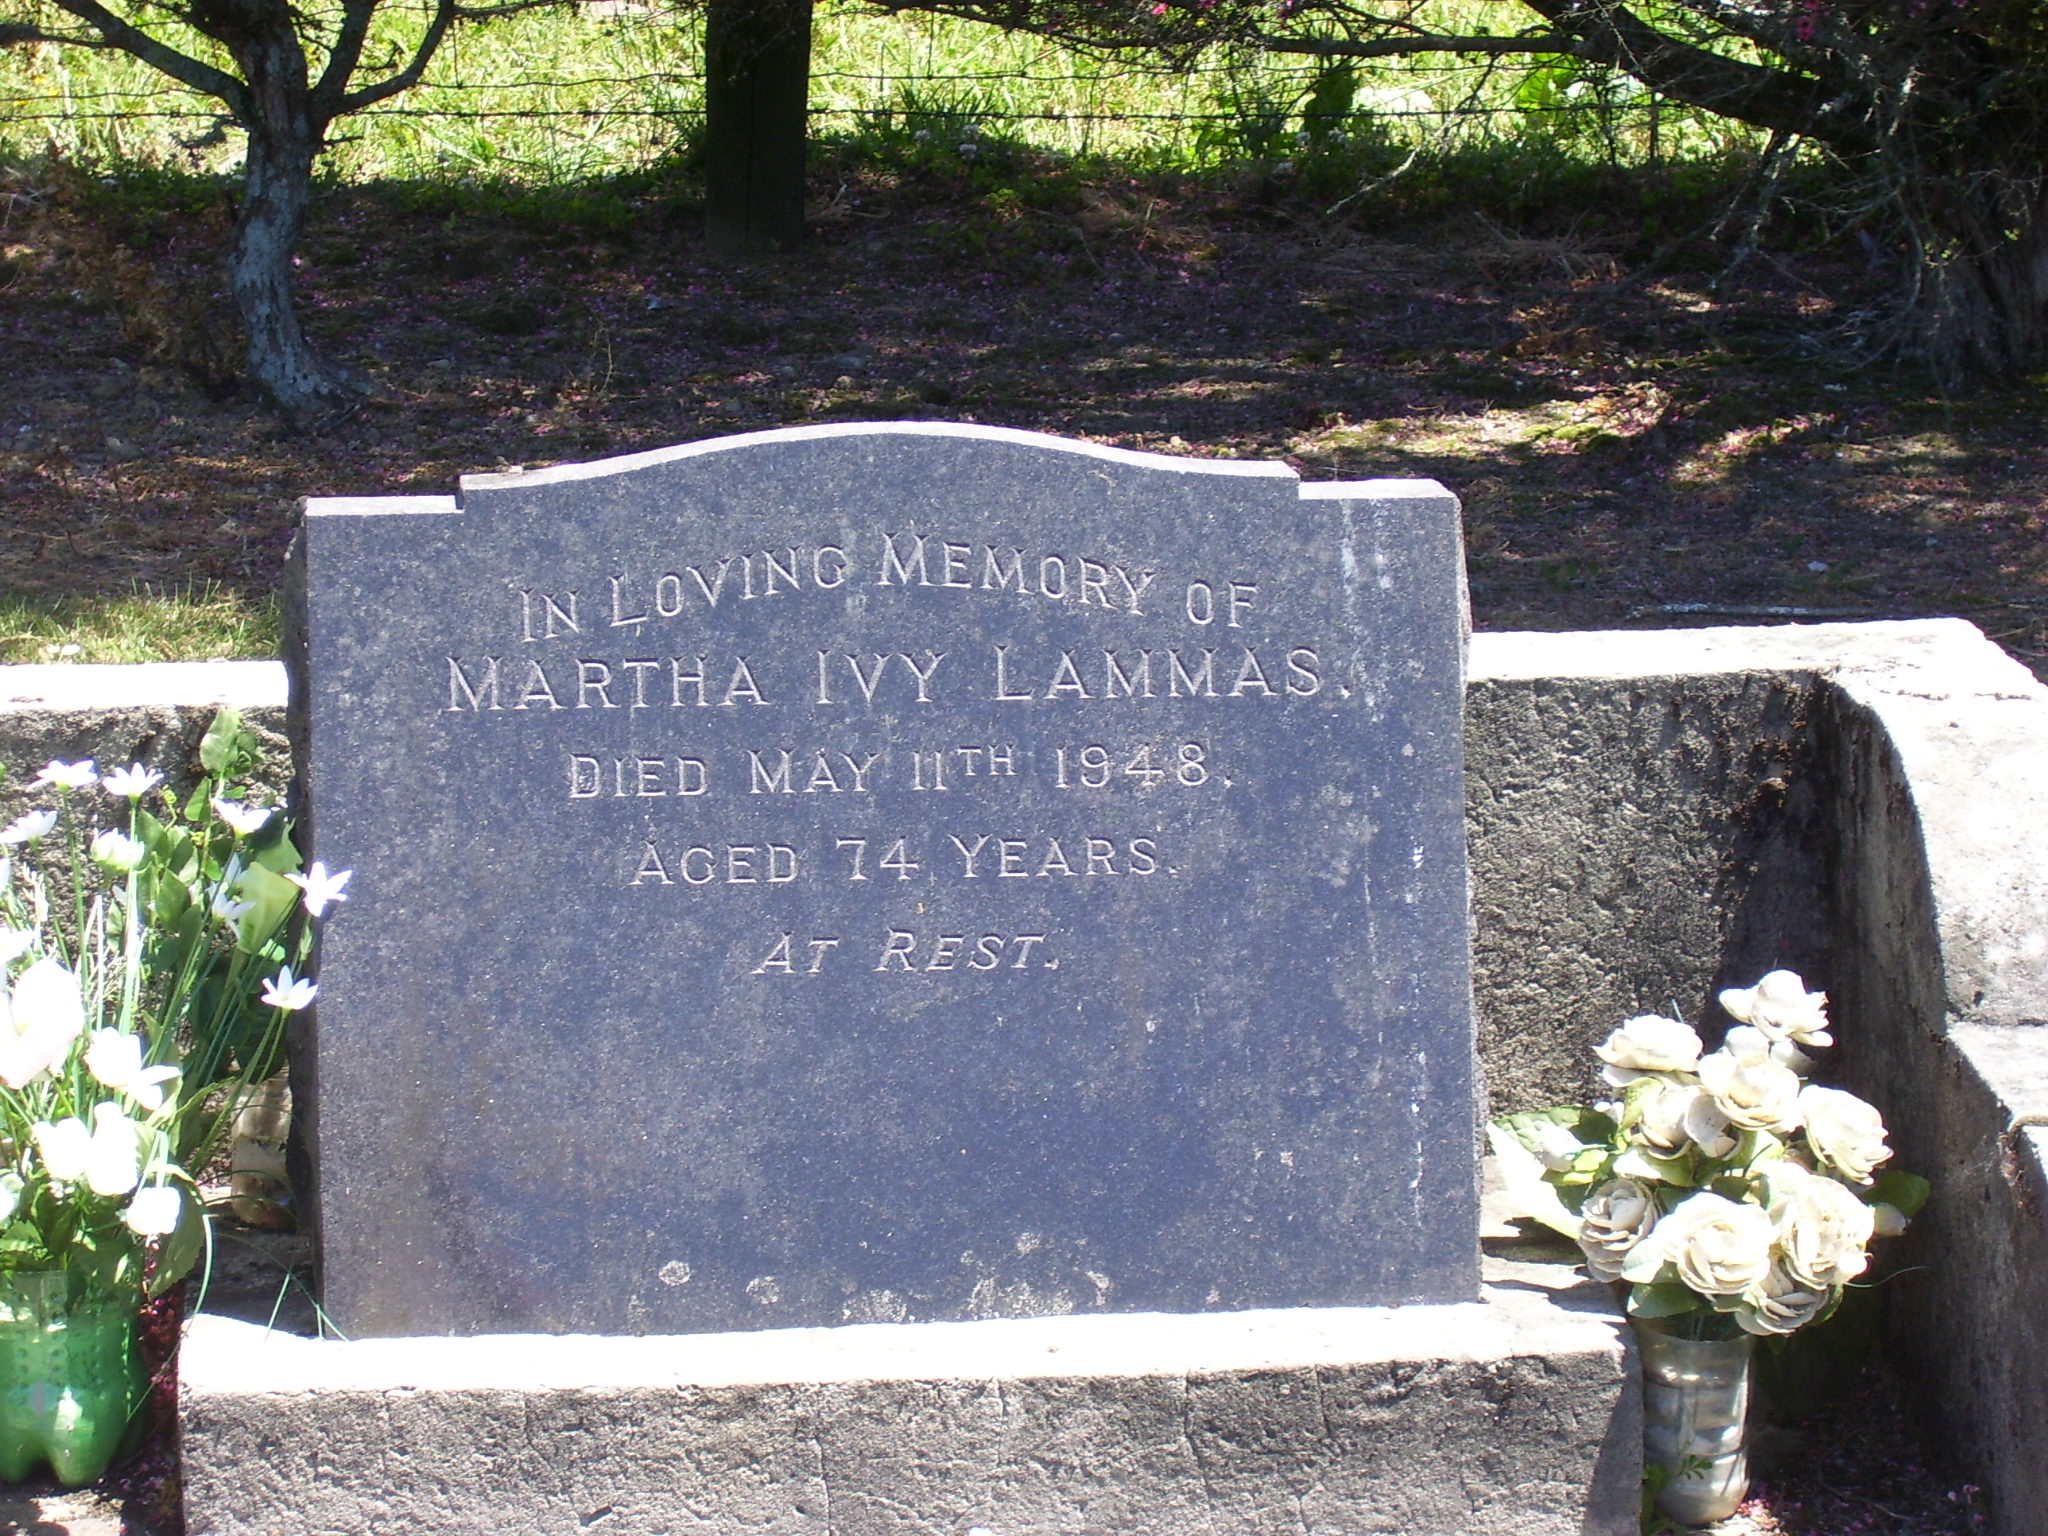 In Loving Memory of
Martha Ivy Lammas.
Died May 11th 1948.
Aged 74 Years.
At Rest.